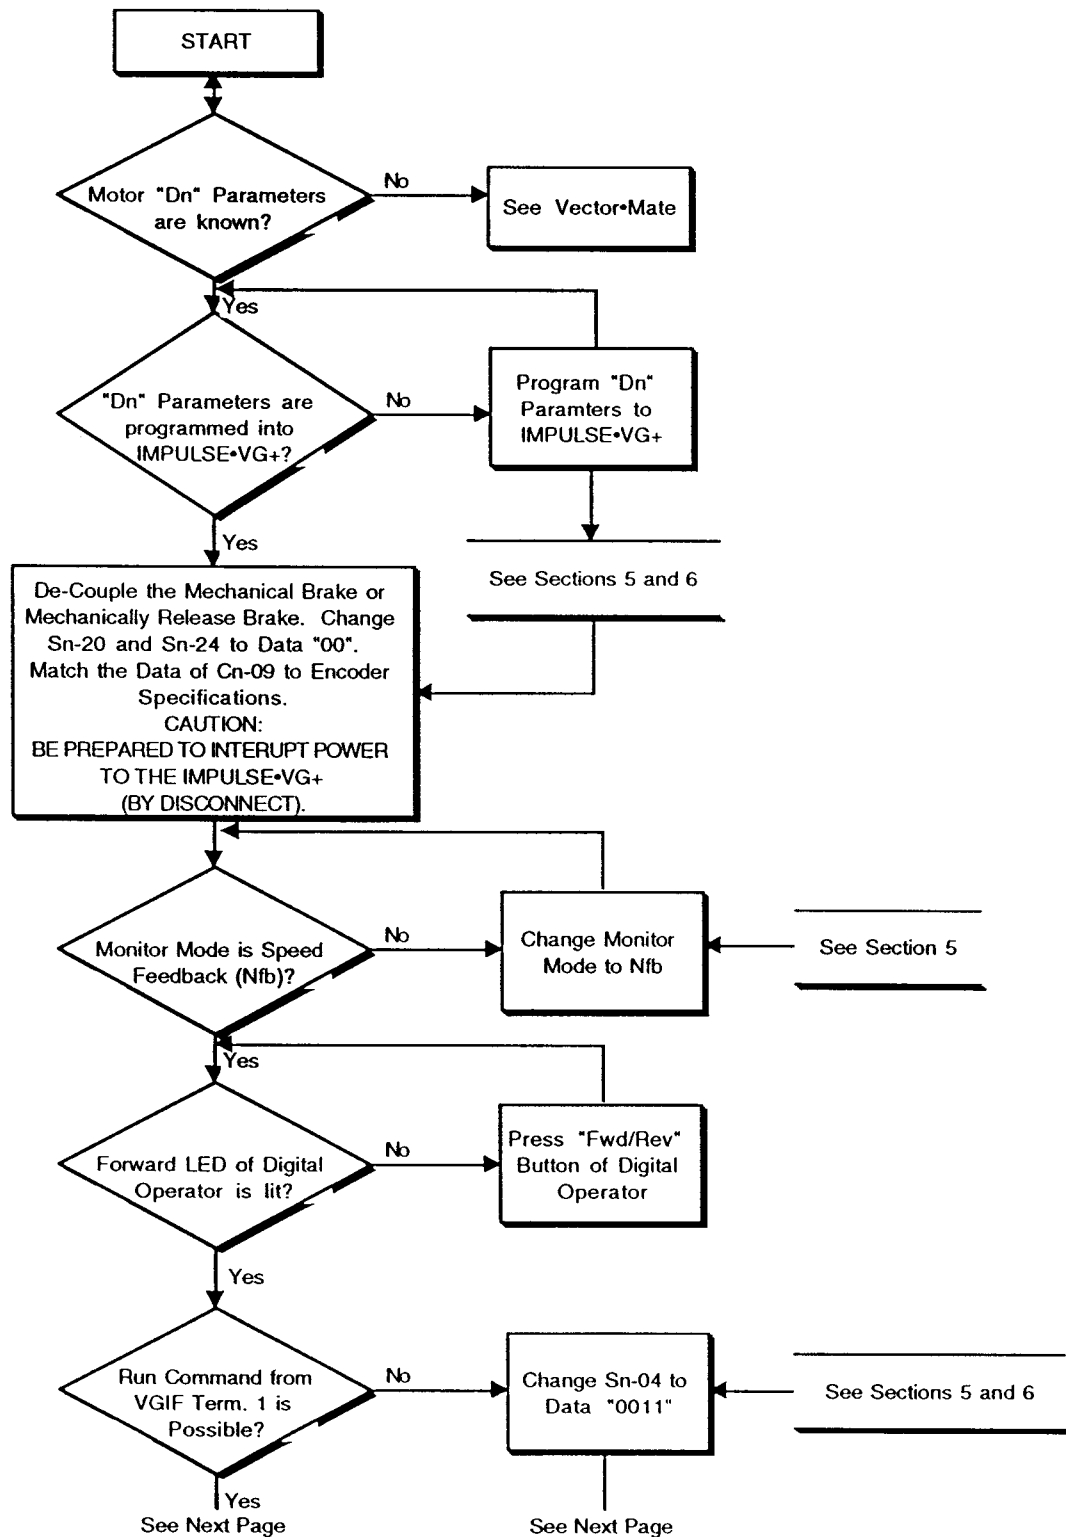 START
Motor "Dn" Parameters
are known?
No
See Vector•Mate
Yes
"Dn" Parameters are
programmed into
IMPULSE•VG+?
No
Program "Dn"
Paramters to
IMPULSE•VG+
Yes
See Sections 5 and 6
De-Couple the Mechanical Brake or
Mechanically Release Brake. Change
Sn-20 and Sn-24 to Data "00".
Match the Data of Cn-09 to Encoder
Specifications.
CAUTION:
BE PREPARED TO INTERUPT POWER
TO THE IMPULSE•VG+
(BY DISCONNECT).
Monitor Mode is Speed
Feedback (Nfb)?
No
Change Monitor
Mode to Nfb
See Section 5
Yes
Forward LED of Digital
Operator is lit?
No
Press "Fwd/Rev"
Button of Digital
Operator
Yes
Run Command from
VGIF Term. 1 is
Possible?
No
Change Sn-04 to
Data "0011"
See Sections 5 and 6
Yes
See Next Page
See Next Page